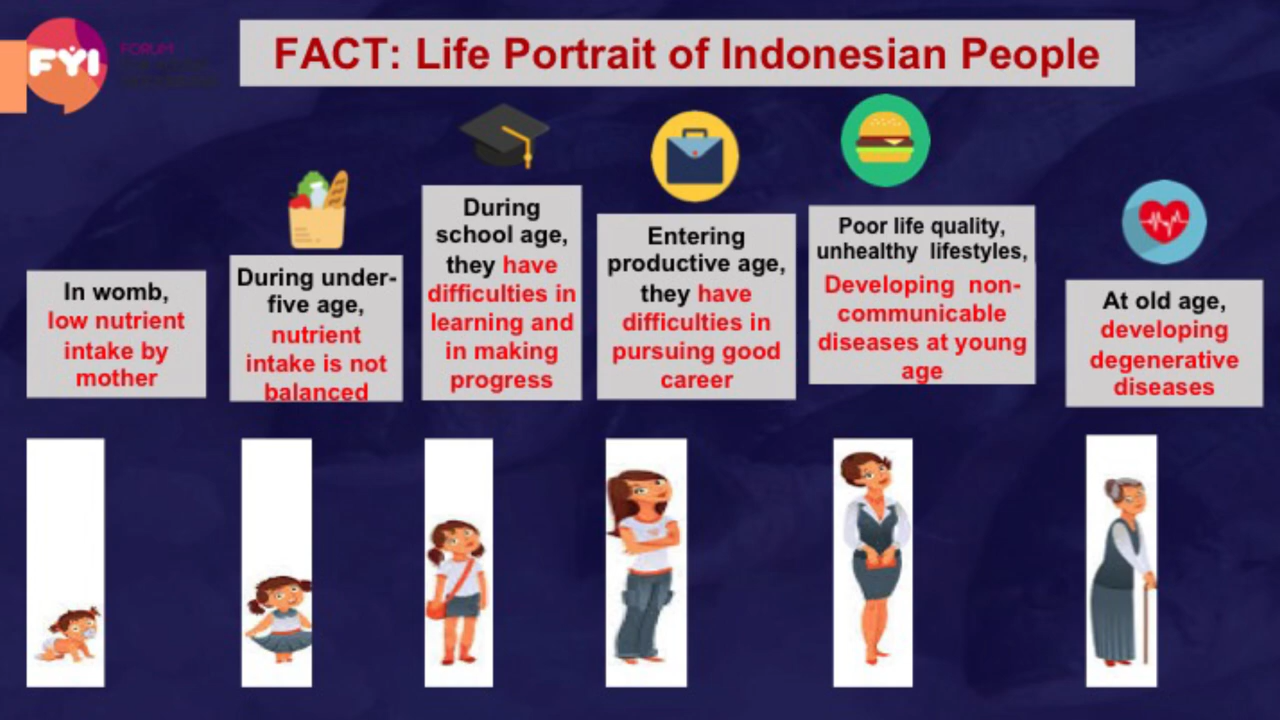 FYI
FORUM
FACT: Life Portrait of Indonesian People
In womb,
low nutrient
intake by
mother
During under-
five age,
nutrient
intake is not
balanced
During
school age,
they have
difficulties in
learning and
in making
progress
Entering
productive age,
they have
difficulties in
pursuing good
career
Poor life quality,
unhealthy lifestyles,
Developing non-
communicable
diseases at young
age
At old age,
developing
degenerative
diseases